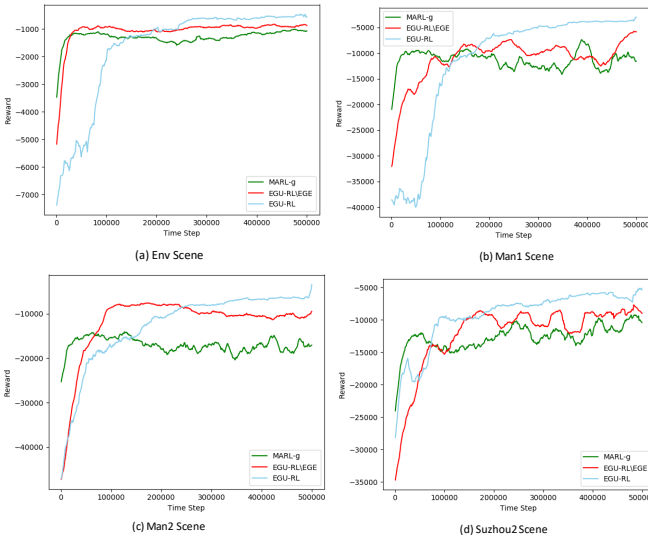 0
−1000
−2000
−3000
−4000
−5000
−6000
−7000
Reward
MARL-g
EGU-RL\EGE
EGU-RL
0 100000 200000 300000 400000 500000
Time Step
(a) Env Scene
−5000
−10000
−15000
−20000
−25000
−30000
−35000
−40000
Reward
MARL-g
EGU-RL\EGE
EGU-RL
0 100000 200000 300000 400000 500000
Time Step
(b) Man1 Scene
−10000
−20000
−30000
−40000
Reward
MARL-g
EGU-RL\EGE
EGU-RL
0 100000 200000 300000 400000 500000
Time Step
(c) Man2 Scene
−5000
−10000
−15000
−20000
−25000
−30000
−35000
Reward
MARL-g
EGU-RL\EGE
EGU-RL
0 100000 200000 300000 400000 500000
Time Step
(d) Suzhou2 Scene